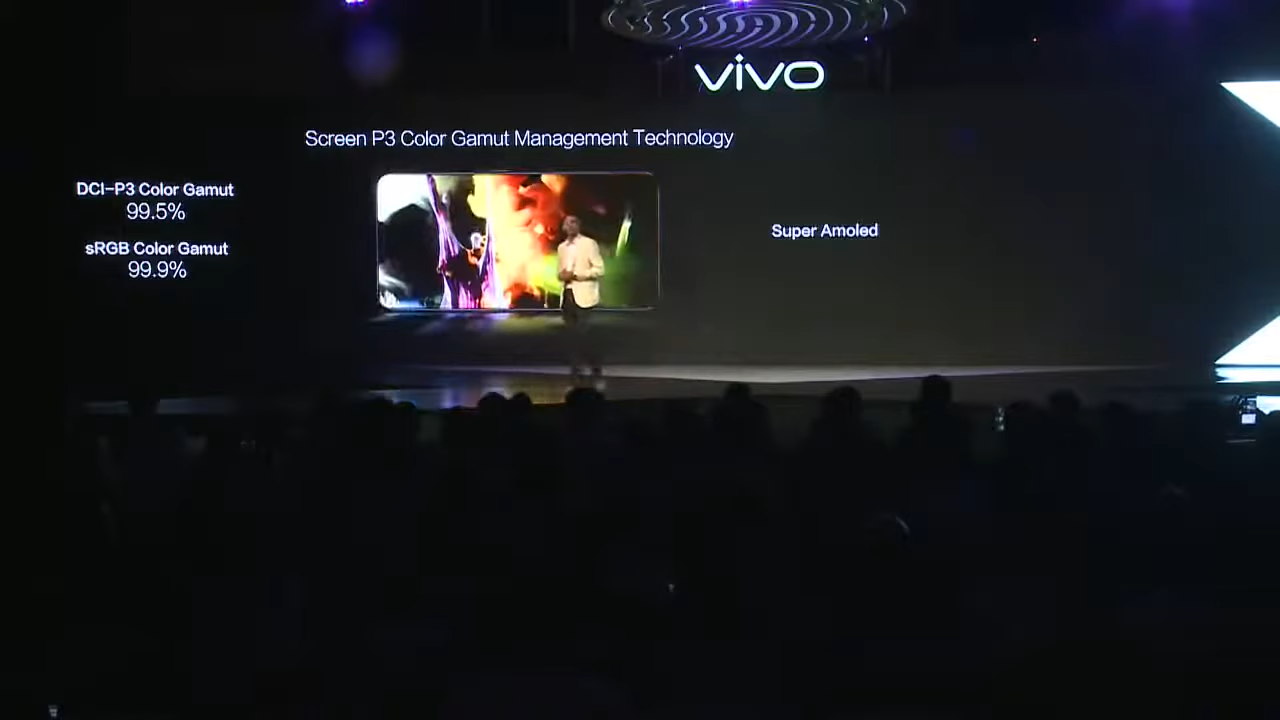 vivo
Screen P3 Color Gamut Management Technology
DCI-P3 Color Gamut
99.5%
sRGB Color Gamut
99.9%
Super Amoled